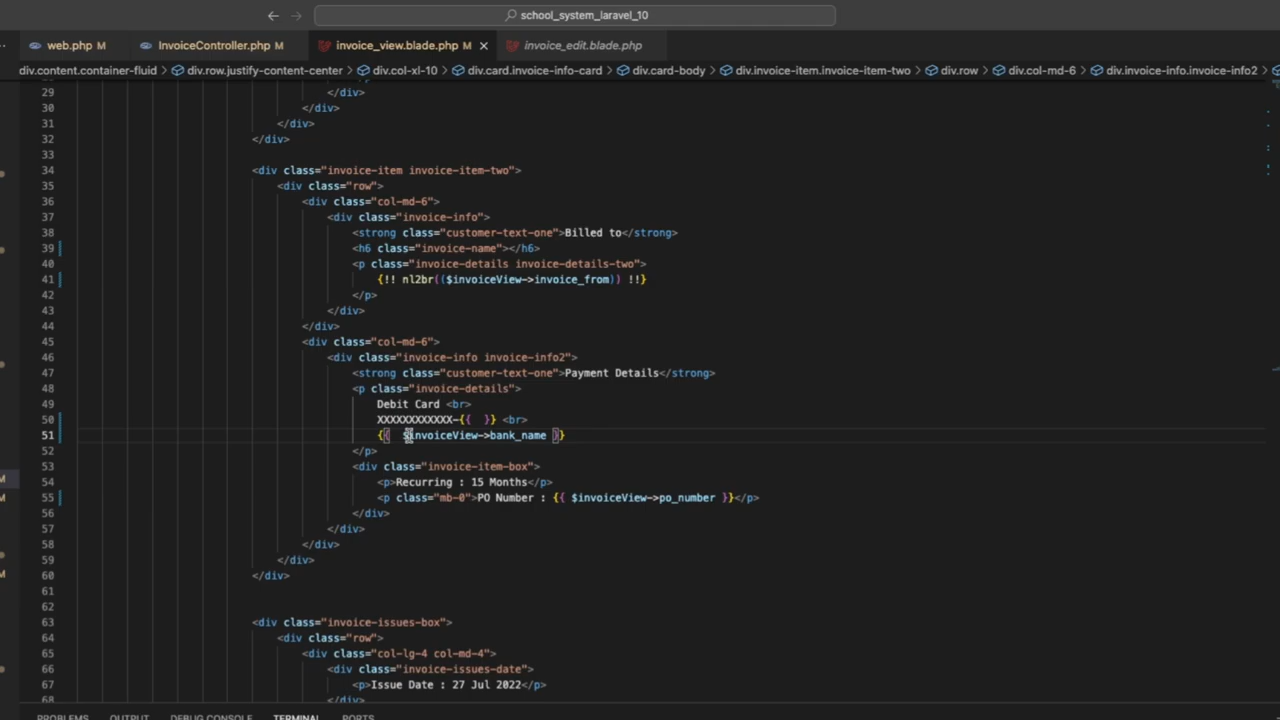 school_system_laravel_10
web.php M InvoiceController.php M invoice_view.blade.php M invoice_edit.blade.php
div.content.container-fluid > div.row.justify-content-center > div.col-xl-10 > div.card.invoice-info-card > div.card-body > div.invoice-item.invoice-item-two > div.row > div.col-md-6 > div.invoice-info.invoice-info2 >
29 </div>
30 </div>
31 </div>
32 </div>
33
34 <div class="invoice-item invoice-item-two">
35 <div class="row">
36 <div class="col-md-6">
37 <div class="invoice-info">
38 <strong class="customer-text-one">Billed to</strong>
39 <h6 class="invoice-name"></h6>
40 <p class="invoice-details invoice-details-two">
41 {!! nl2br(($invoiceView->invoice_from)) !!}
42 </p>
43 </div>
44 </div>
45 <div class="col-md-6">
46 <div class="invoice-info invoice-info2">
47 <strong class="customer-text-one">Payment Details</strong>
48 <p class="invoice-details">
49 Debit Card <br>
50 XXXXXXXXXXXX-{{  }} <br>
51 {{  $invoiceView->bank_name }}
52 </p>
53 <div class="invoice-item-box">
54 <p>Recurring : 15 Months</p>
55 <p class="mb-0">PO Number : {{ $invoiceView->po_number }}</p>
56 </div>
57 </div>
58 </div>
59 </div>
60 </div>
61
62
63 <div class="invoice-issues-box">
64 <div class="row">
65 <div class="col-lg-4 col-md-4">
66 <div class="invoice-issues-date">
67 <p>Issue Date : 27 Jul 2022</p>
68 </div>
PROBLEMS OUTPUT DEBUG CONSOLE TERMINAL PORTS